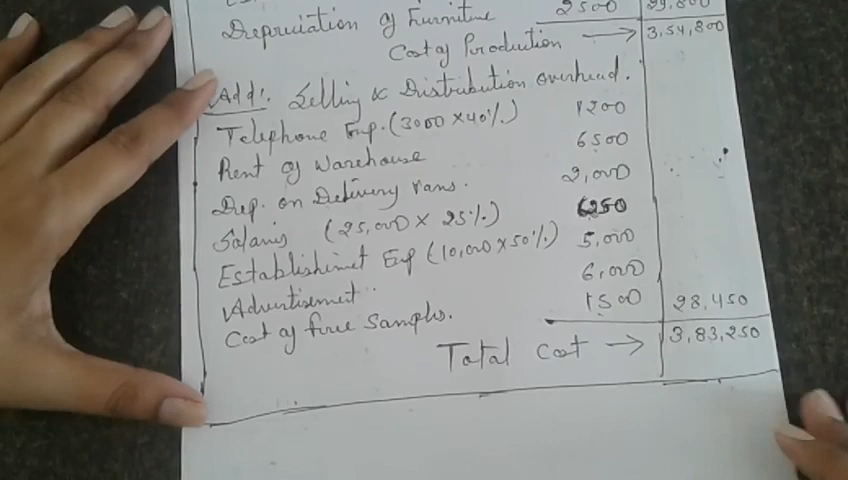 Depreciation of Furniture 2500 29,800
Cost of Production → 3,54,800
Add:. Selling & Distribution overhead.
Telephone Exp. (3000 × 40%) 1200
Rent of Warehouse 6500
Dep. on Delivery vans. 2,000
Salaris (25,000 × 25%) 6250
Establishment Exp (10,000 × 50%) 5,000
Advertisement. 6,000
Cost of free Samples. 1500 28,450
Total Cost → 3,83,250